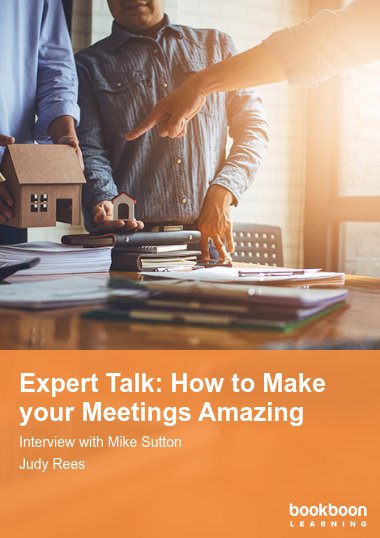 Expert Talk: How to Make
your Meetings Amazing
Interview with Mike Sutton
Judy Rees
bookboon
LEARNING